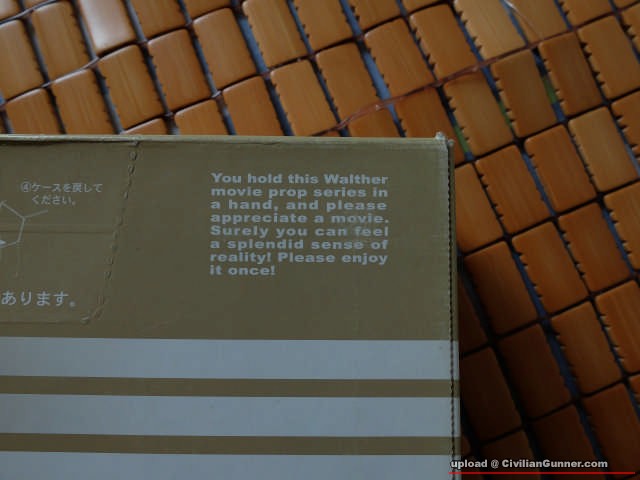 ④ケースを戻して
ください。
あります。
You hold this Walther
movie prop series in
a hand, and please
appreciate a movie.
Surely you can feel
a splendid sense of
reality! Please enjoy
it once!
upload @ CivilianGunner.com